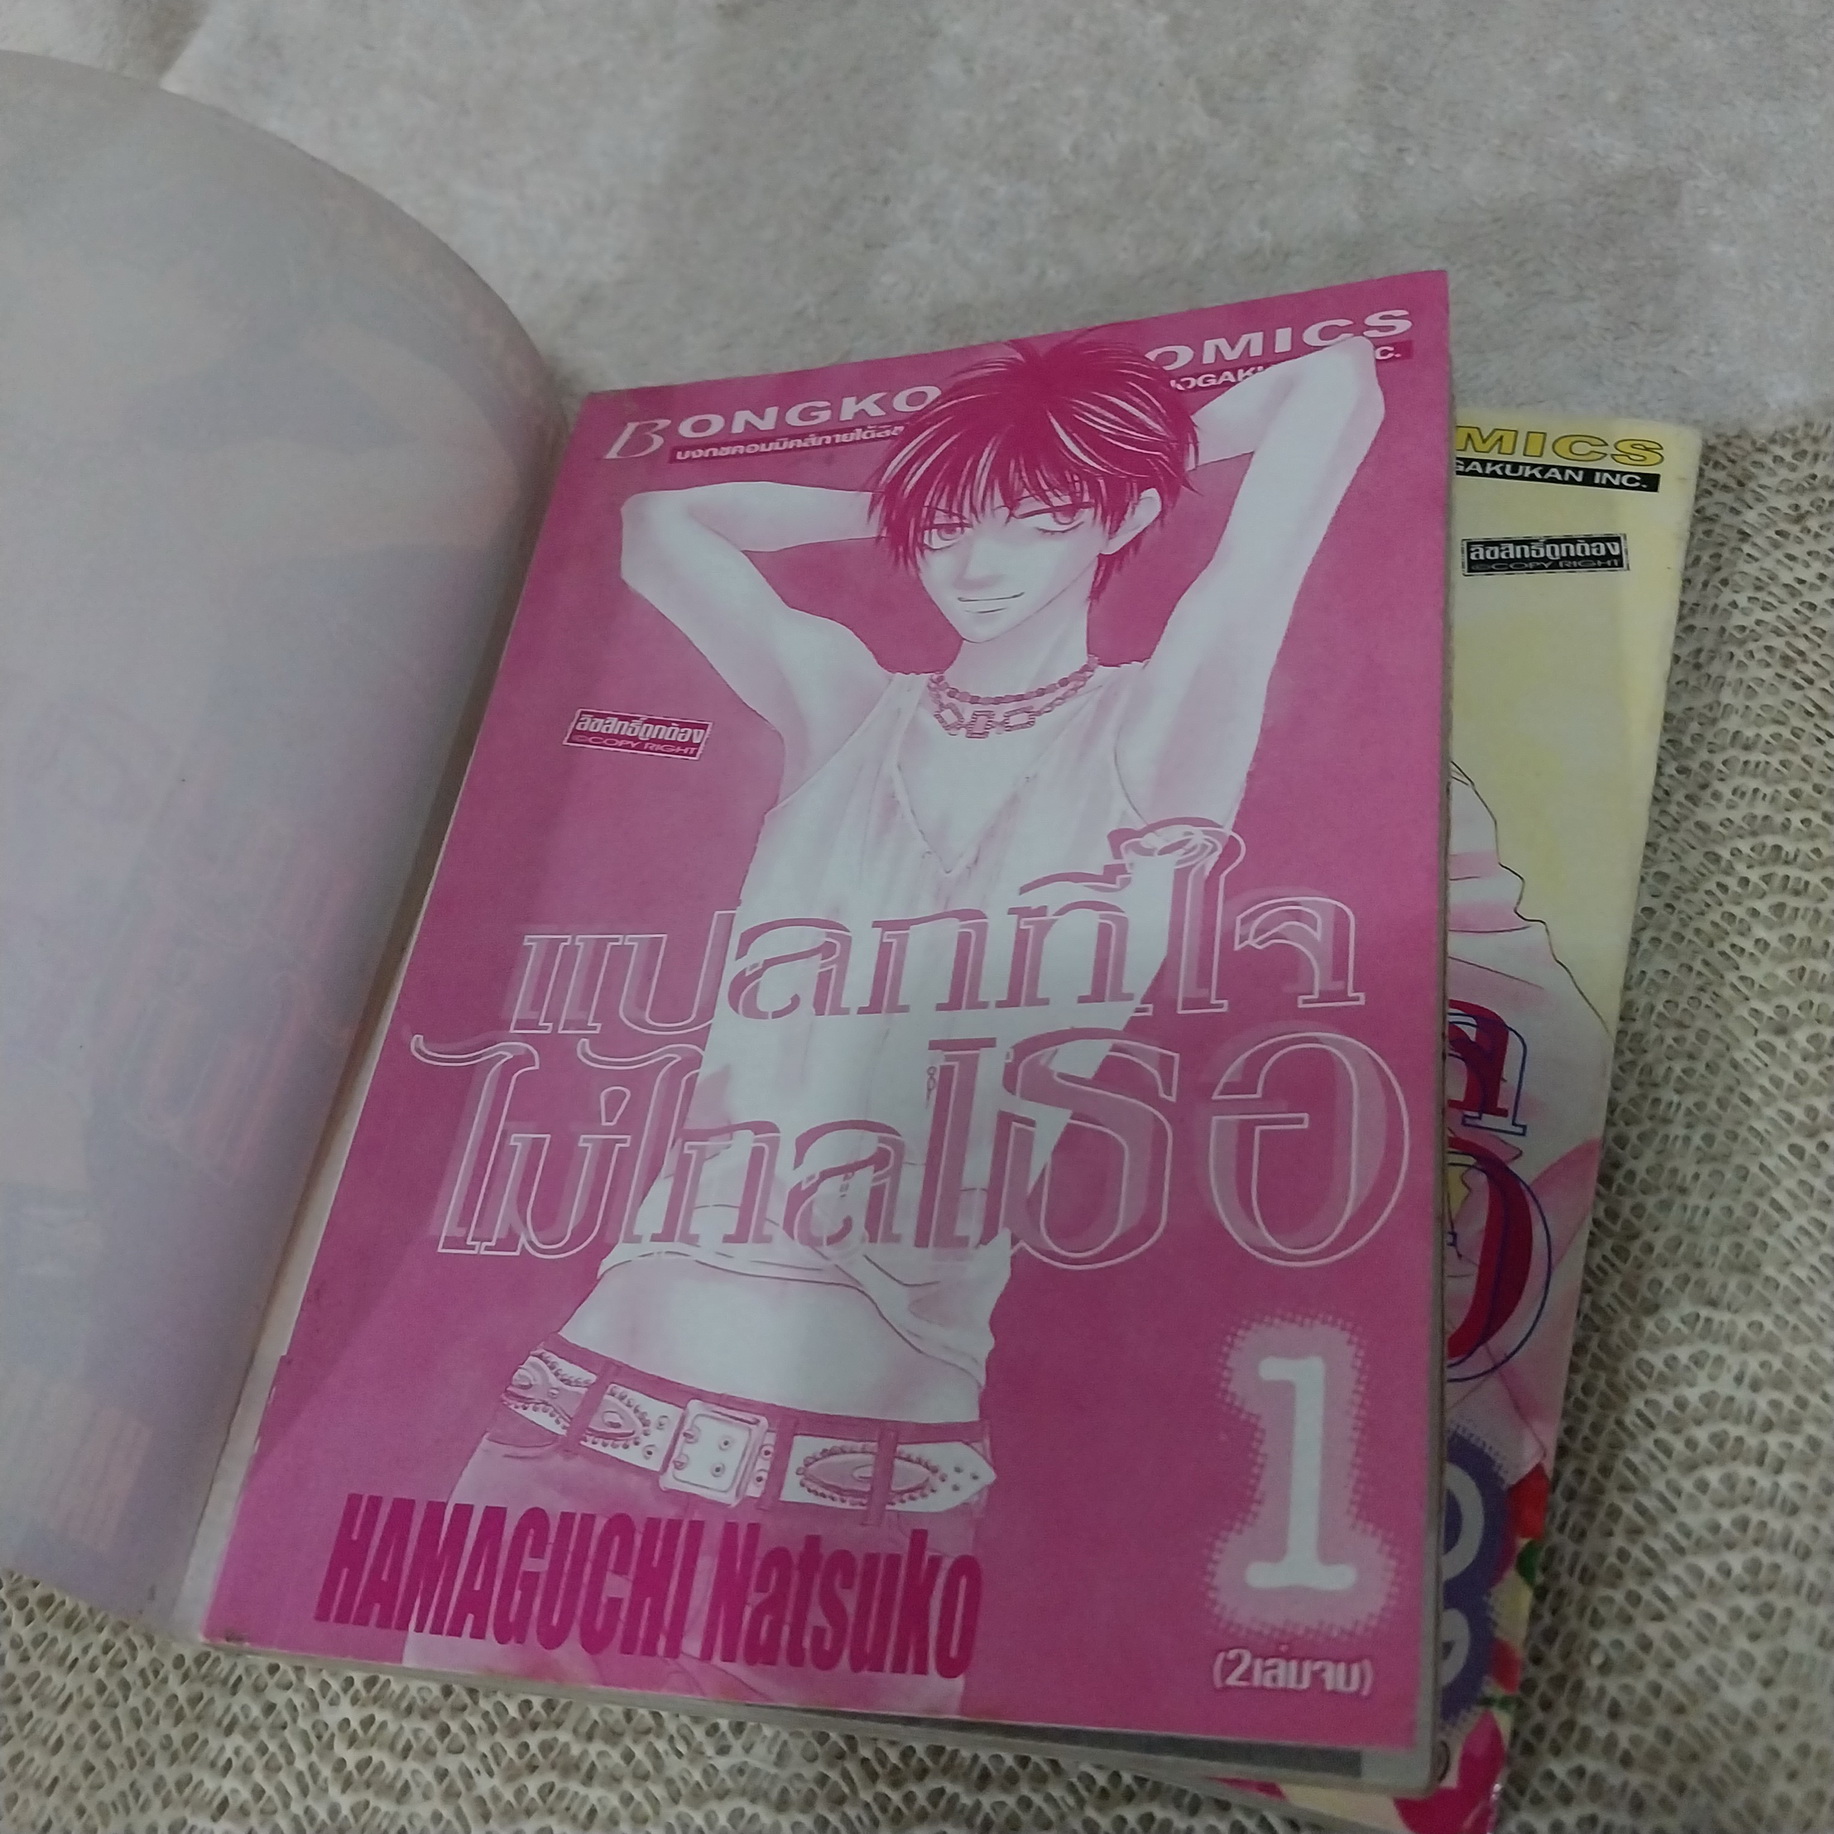 BONGKO OMICS
บงกชคอมมิคส์ภายใต้ลิข OGAKU C.
ลิขสิทธิ์ถูกต้อง
©COPY RIGHT
แปลกที่ใจ
ไม่ไกลเธอ
1
HAMAGUCHI Natsuko
(2เล่มจบ)
MICS
GAKUKAN INC.
ลิขสิทธิ์ถูกต้อง
©COPY RIGHT